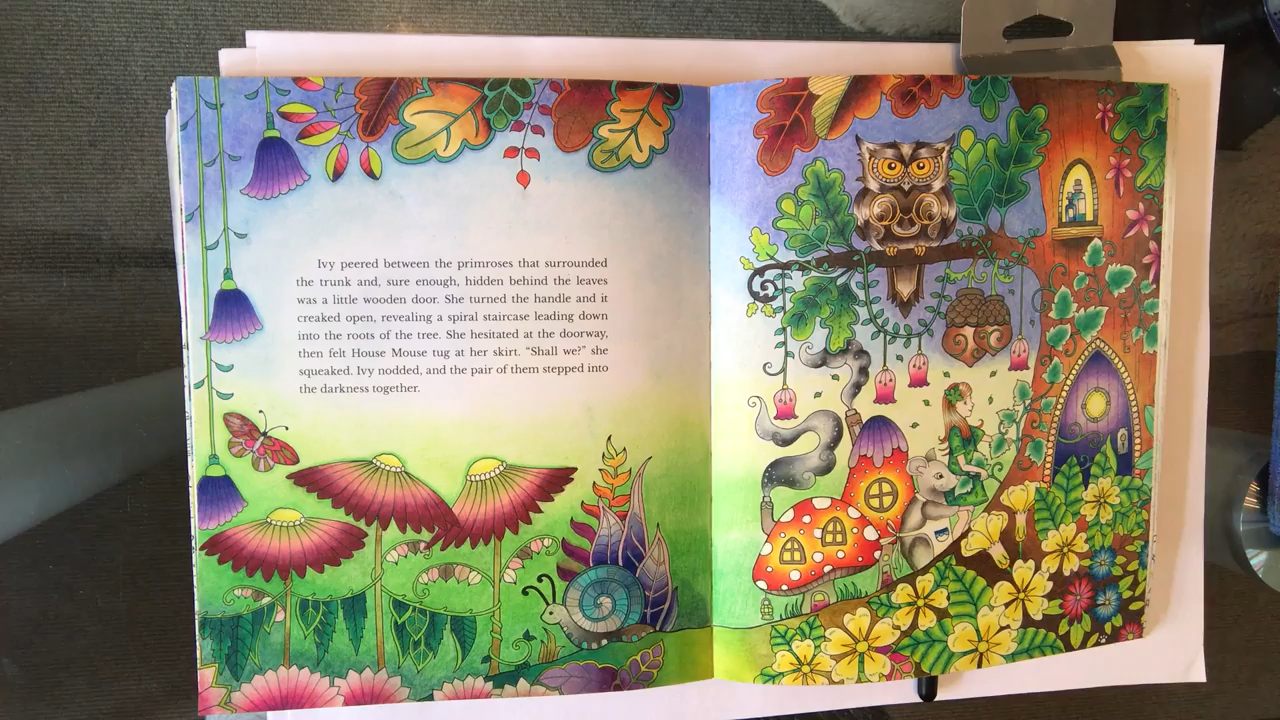 Ivy peered between the primroses that surrounded
the trunk and, sure enough, hidden behind the leaves
was a little wooden door. She turned the handle and it
creaked open, revealing a spiral staircase leading down
into the roots of the tree. She hesitated at the doorway,
then felt House Mouse tug at her skirt. “Shall we?” she
squeaked. Ivy nodded, and the pair of them stepped into
the darkness together.